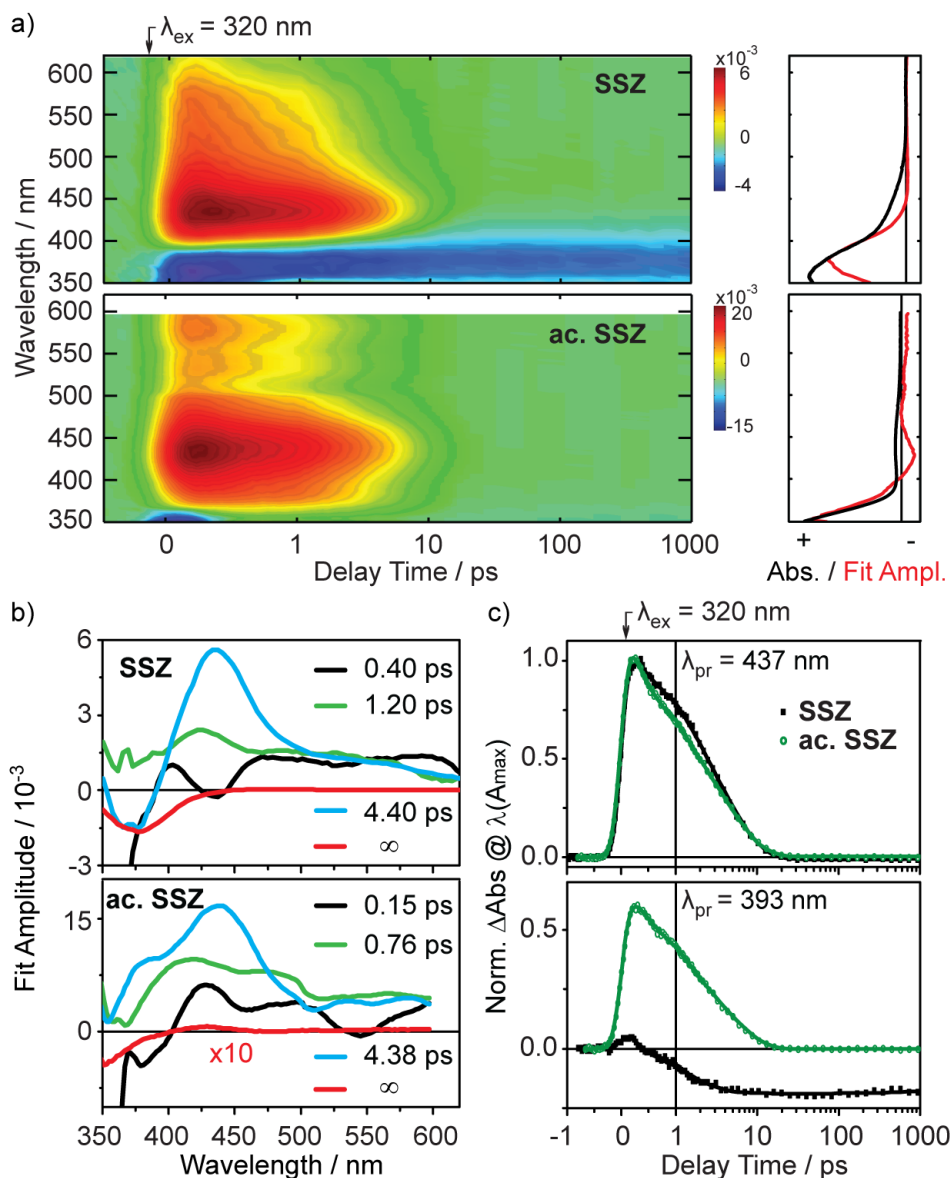 a)
λex = 320 nm
Wavelength / nm
600
550
500
450
400
350
SSZ
x10-3
6
0
-4
600
550
500
450
400
350
ac. SSZ
x10-3
20
0
-15
0
1
10
100
1000
Delay Time / ps
+
-
Abs. / Fit Ampl.
b)
Fit Amplitude / 10-3
6
3
0
-3
SSZ
0.40 ps
1.20 ps
4.40 ps
∞
15
0
ac. SSZ
0.15 ps
0.76 ps
x10
4.38 ps
∞
350
400
450
500
550
600
Wavelength / nm
c)
λex = 320 nm
Norm. ΔAbs @ λ(Amax)
1.0
0.5
0.0
λpr = 437 nm
SSZ
ac. SSZ
0.5
0.0
λpr = 393 nm
-1
0
1
10
100
1000
Delay Time / ps